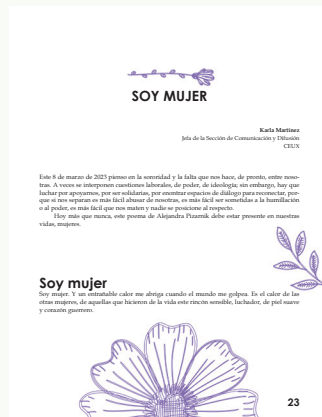 SOY MUJER
Karla Martínez
Jefa de la Sección de Comunicación y Difusión
CEUX
Este 8 de marzo de 2023 pienso en la sororidad y la falta que nos hace, de pronto, entre noso-
tras. A veces se interponen cuestiones laborales, de poder, de ideología; sin embargo, hay que
luchar por apoyarnos, por ser solidarias, por enontrar espacios de diálogo para reconectar, por-
que si nos separan es más fácil abusar de nosotras, es más fácil ser sometidas a la humillación
o al poder, es más fácil que nos maten y nadie se posicione al respecto.
Hoy más que nunca, este poema de Alejandra Pizarnik debe estar presente en nuestras
vidas, mujeres.
Soy mujer
Soy mujer. Y un entrañable calor me abriga cuando el mundo me golpea. Es el calor de las
otras mujeres, de aquellas que hicieron de la vida este rincón sensible, luchador, de piel suave
y corazón guerrero.
23